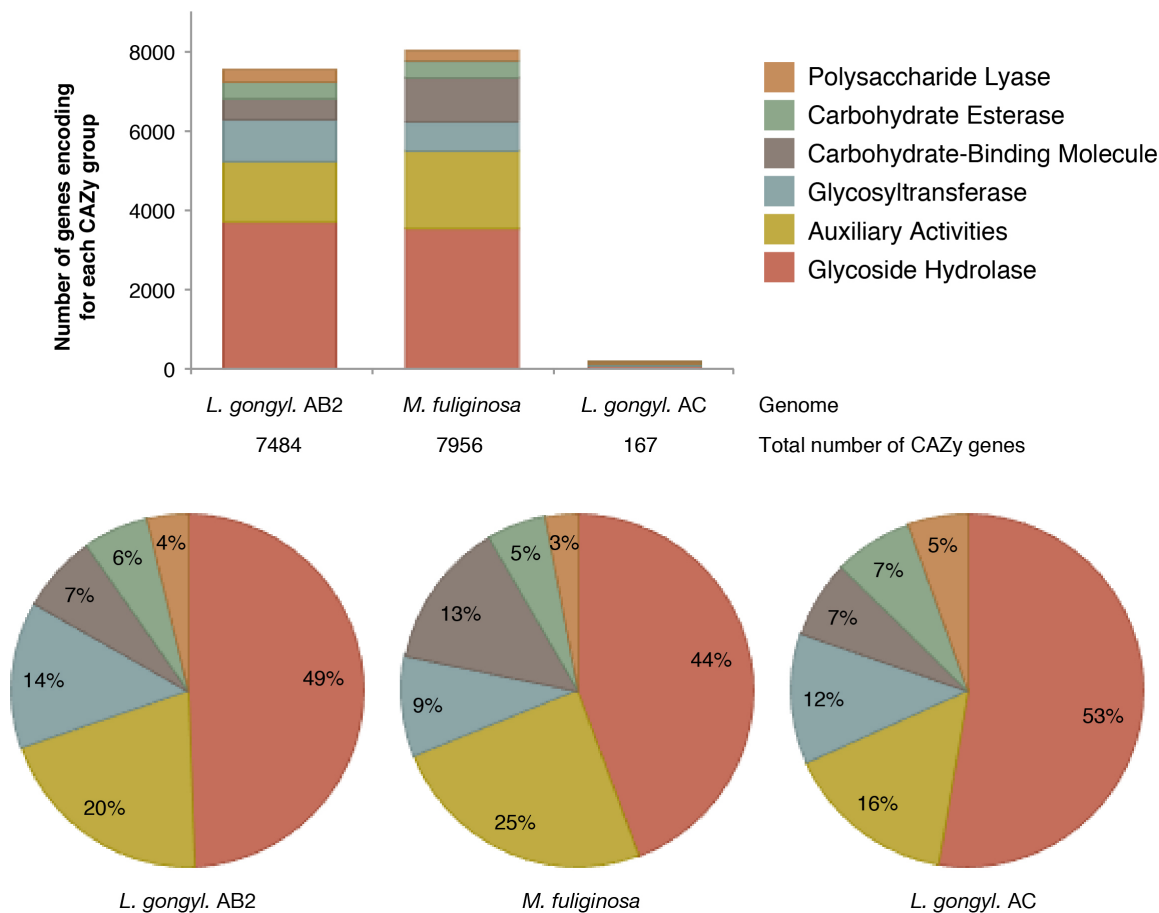 Number of genes encoding
for each CAZy group
8000
6000
4000
2000
0
Polysaccharide Lyase
Carbohydrate Esterase
Carbohydrate-Binding Molecule
Glycosyltransferase
Auxiliary Activities
Glycoside Hydrolase
L. gongyl. AB2 M. fuliginosa L. gongyl. AC Genome
7484 7956 167 Total number of CAZy genes
4%
6%
7%
14%
49%
20%
L. gongyl. AB2
3%
5%
13%
9%
44%
25%
M. fuliginosa
5%
7%
7%
12%
53%
16%
L. gongyl. AC